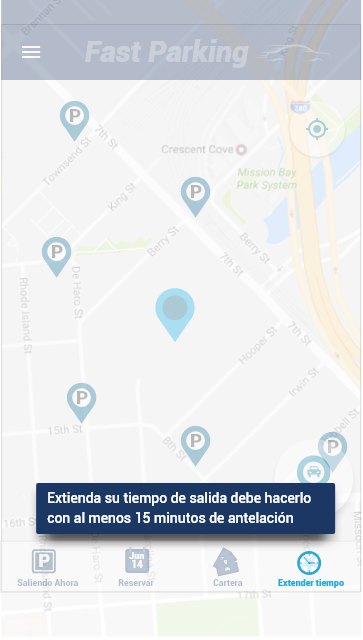 Brannan St
Fast Parking
280
P
7th St
Townsend St
Crescent Cove
Mission Bay
Park System
P
King St
Berry St
Berry St
P
7th St
De Haro St
Rhode Island St
7th St
Hooper St
Irwin St
P
15th St
8th St
P
P
Extienda su tiempo de salida debe hacerlo
con al menos 15 minutos de antelación
16th St
De Haro St
P
Jun
14
Saliendo Ahora
Reservar
Cartera
Extender tiempo
17th St